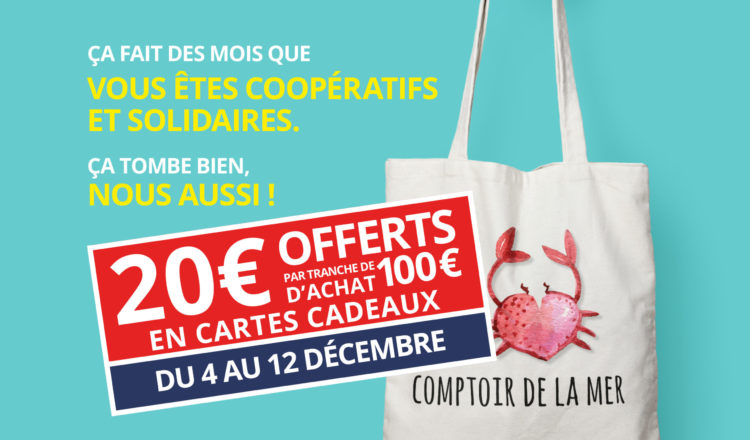 ÇA FAIT DES MOIS QUE
VOUS ÊTES COOPÉRATIFS
ET SOLIDAIRES.
ÇA TOMBE BIEN,
NOUS AUSSI !
20€ OFFERTS
PAR TRANCHE DE
D'ACHAT 100€
EN CARTES CADEAUX
DU 4 AU 12 DÉCEMBRE
COMPTOIR DE LA MER